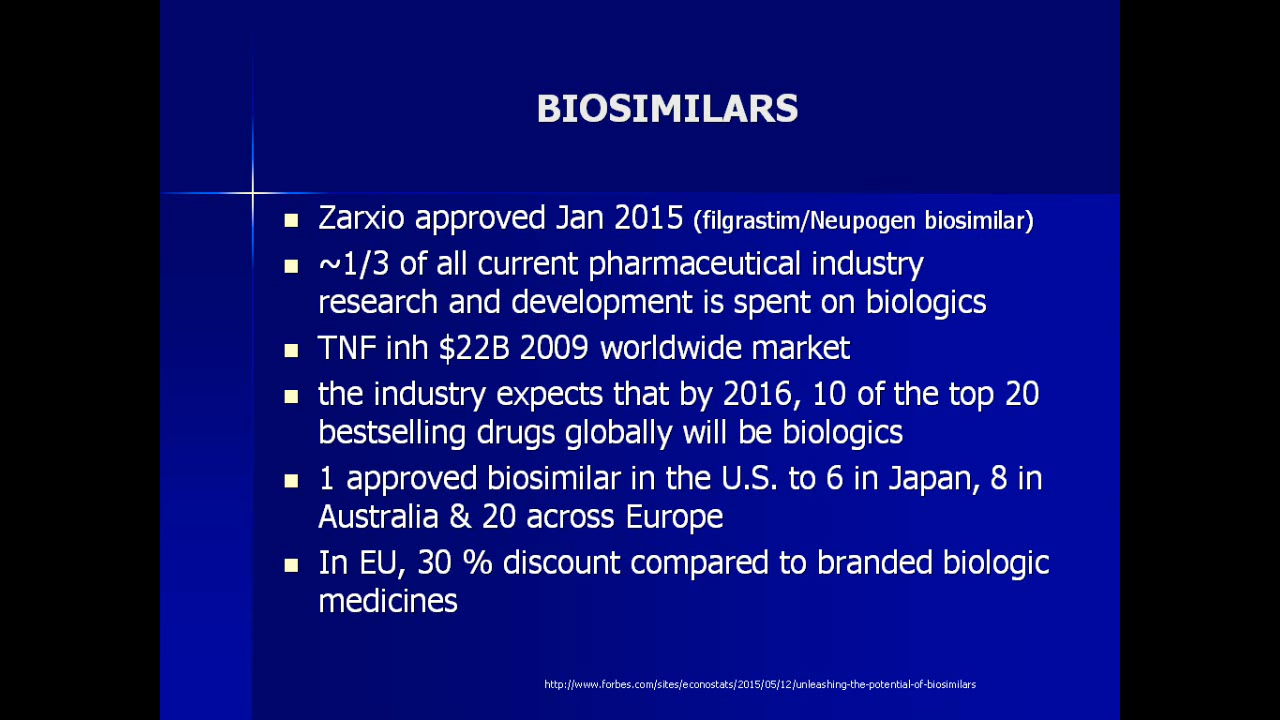 BIOSIMILARS
Zarxio approved Jan 2015 (filgrastim/Neupogen biosimilar)
~1/3 of all current pharmaceutical industry
research and development is spent on biologics
TNF inh $22B 2009 worldwide market
the industry expects that by 2016, 10 of the top 20
bestselling drugs globally will be biologics
1 approved biosimilar in the U.S. to 6 in Japan, 8 in
Australia & 20 across Europe
In EU, 30 % discount compared to branded biologic
medicines
http://www.forbes.com/sites/econostats/2015/05/12/unleashing-the-potential-of-biosimilars